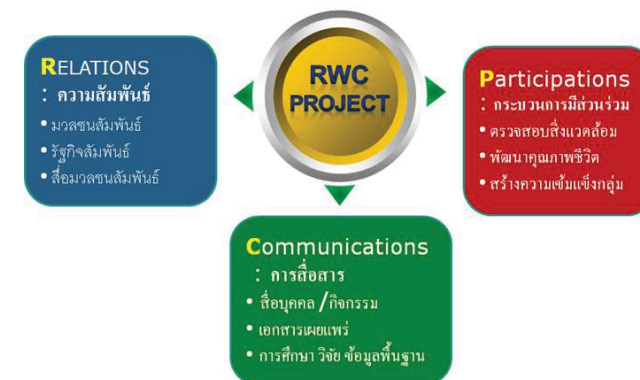 RWC
PROJECT
RELATIONS
: ความสัมพันธ์
• มวลชนสัมพันธ์
• รัฐกิจสัมพันธ์
• สื่อมวลชนสัมพันธ์
Participations
: กระบวนการมีส่วนร่วม
• ตรวจสอบสิ่งแวดล้อม
• พัฒนาคุณภาพชีวิต
• สร้างความเข้มแข็งกลุ่ม
Communications
: การสื่อสาร
• สื่อบุคคล /กิจกรรม
• เอกสารเผยแพร่
• การศึกษา วิจัย ข้อมูลพื้นฐาน